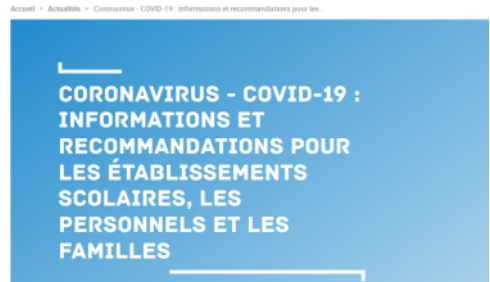 Accueil > Actualités > Coronavirus - COVID-19 : informations et recommandations pour les...
CORONAVIRUS - COVID-19 :
INFORMATIONS ET
RECOMMANDATIONS POUR
LES ÉTABLISSEMENTS
SCOLAIRES, LES
PERSONNELS ET LES
FAMILLES